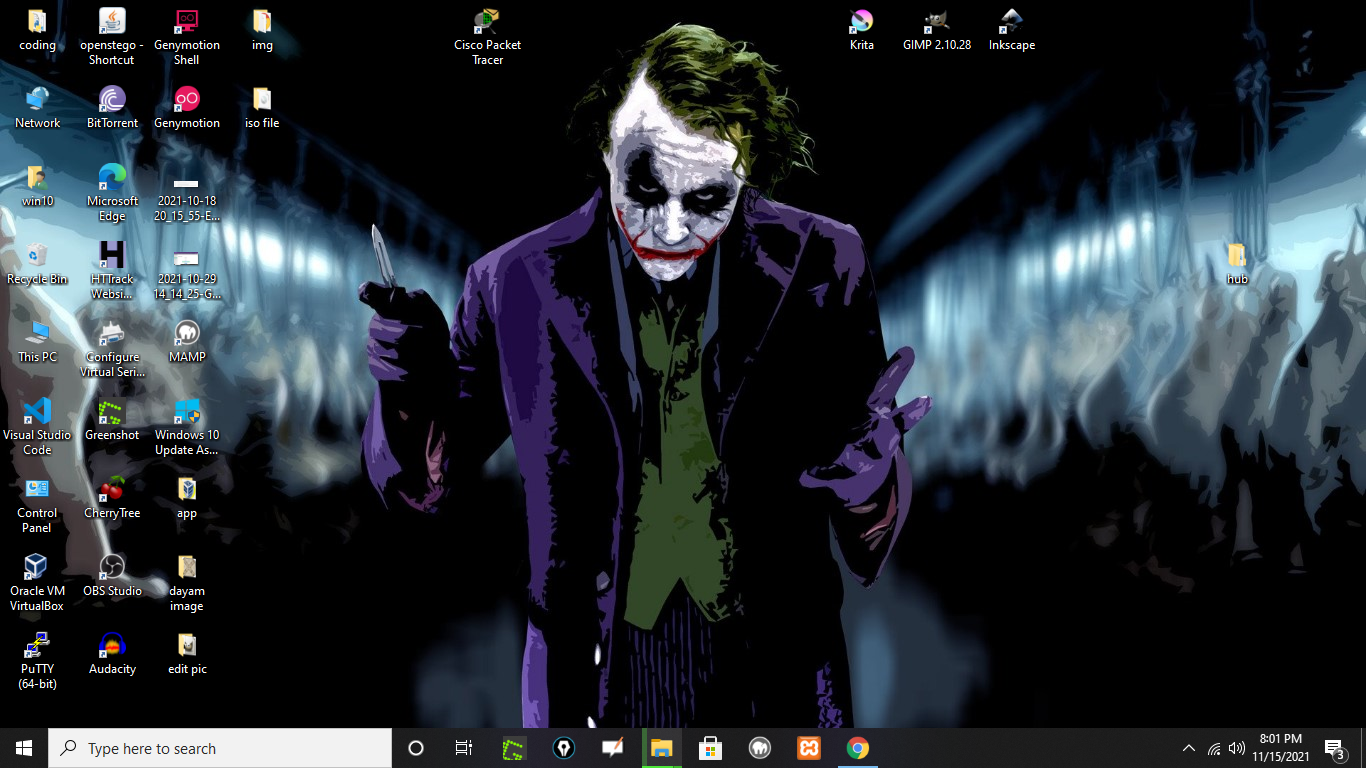 coding
openstego -
Shortcut
Genymotion
Shell
img
Cisco Packet
Tracer
Krita
GIMP 2.10.28
Inkscape
Network
BitTorrent
Genymotion
iso file
win10
Microsoft
Edge
2021-10-18
20_15_55-E...
Recycle Bin
HTTrack
Websi...
2021-10-29
14_14_25-G...
hub
This PC
Configure
Virtual Seri...
MAMP
Visual Studio
Code
Greenshot
Windows 10
Update As...
Control
Panel
CherryTree
app
Oracle VM
VirtualBox
OBS Studio
dayam
image
PuTTY
(64-bit)
Audacity
edit pic
Type here to search
8:01 PM
11/15/2021
3